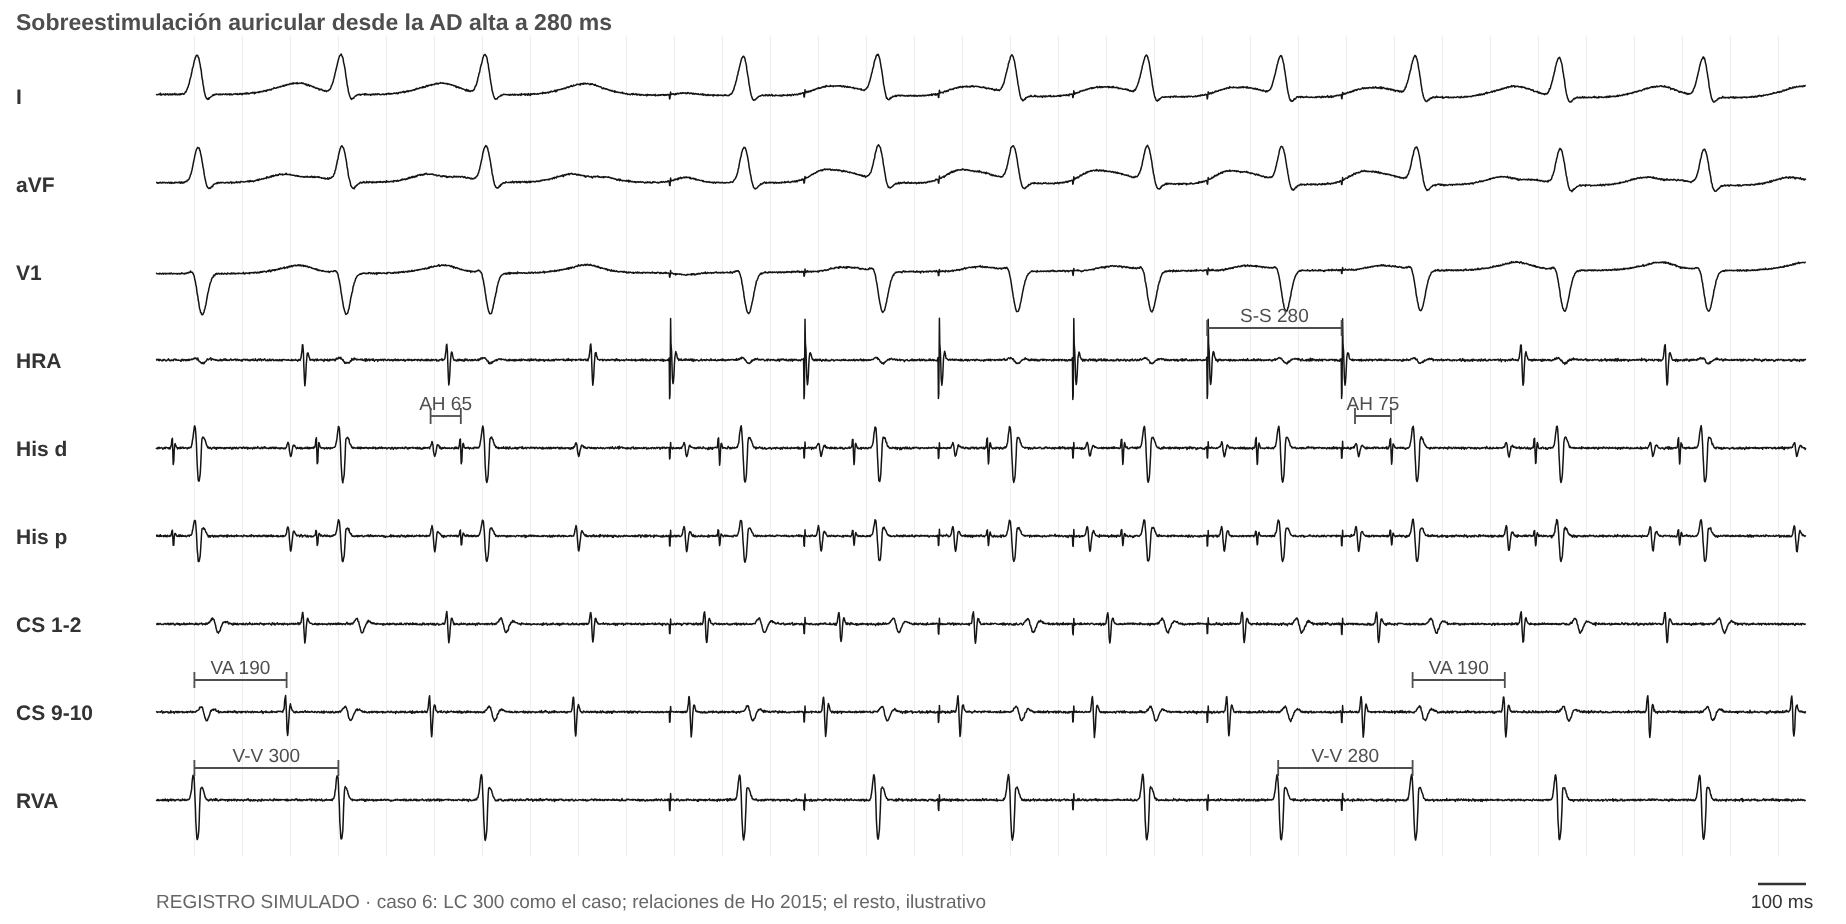 Sobreestimulación auricular desde la AD alta a 280 ms
I
aVF
V1
S-S 280
HRA
AH 65
AH 75
His d
His p
CS 1-2
VA 190
VA 190
CS 9-10
V-V 300
V-V 280
RVA
REGISTRO SIMULADO · caso 6: LC 300 como el caso; relaciones de Ho 2015; el resto, ilustrativo
100 ms